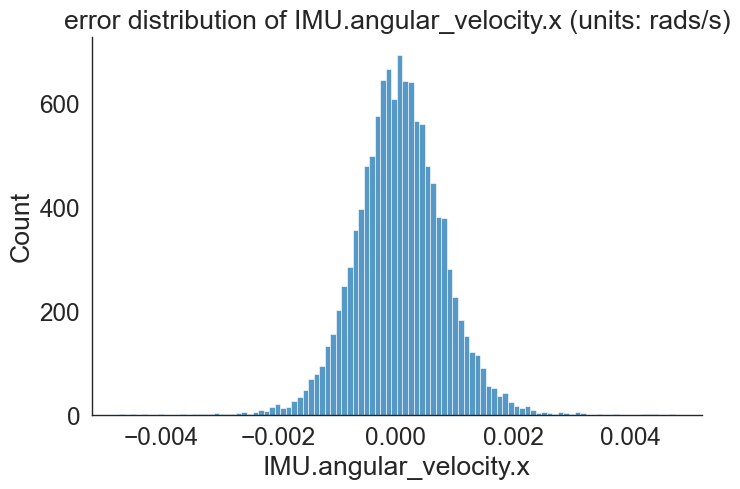 error distribution of IMU.angular_velocity.x (units: rads/s)
Count
600
400
200
0
−0.004 −0.002 0.000 0.002 0.004
IMU.angular_velocity.x